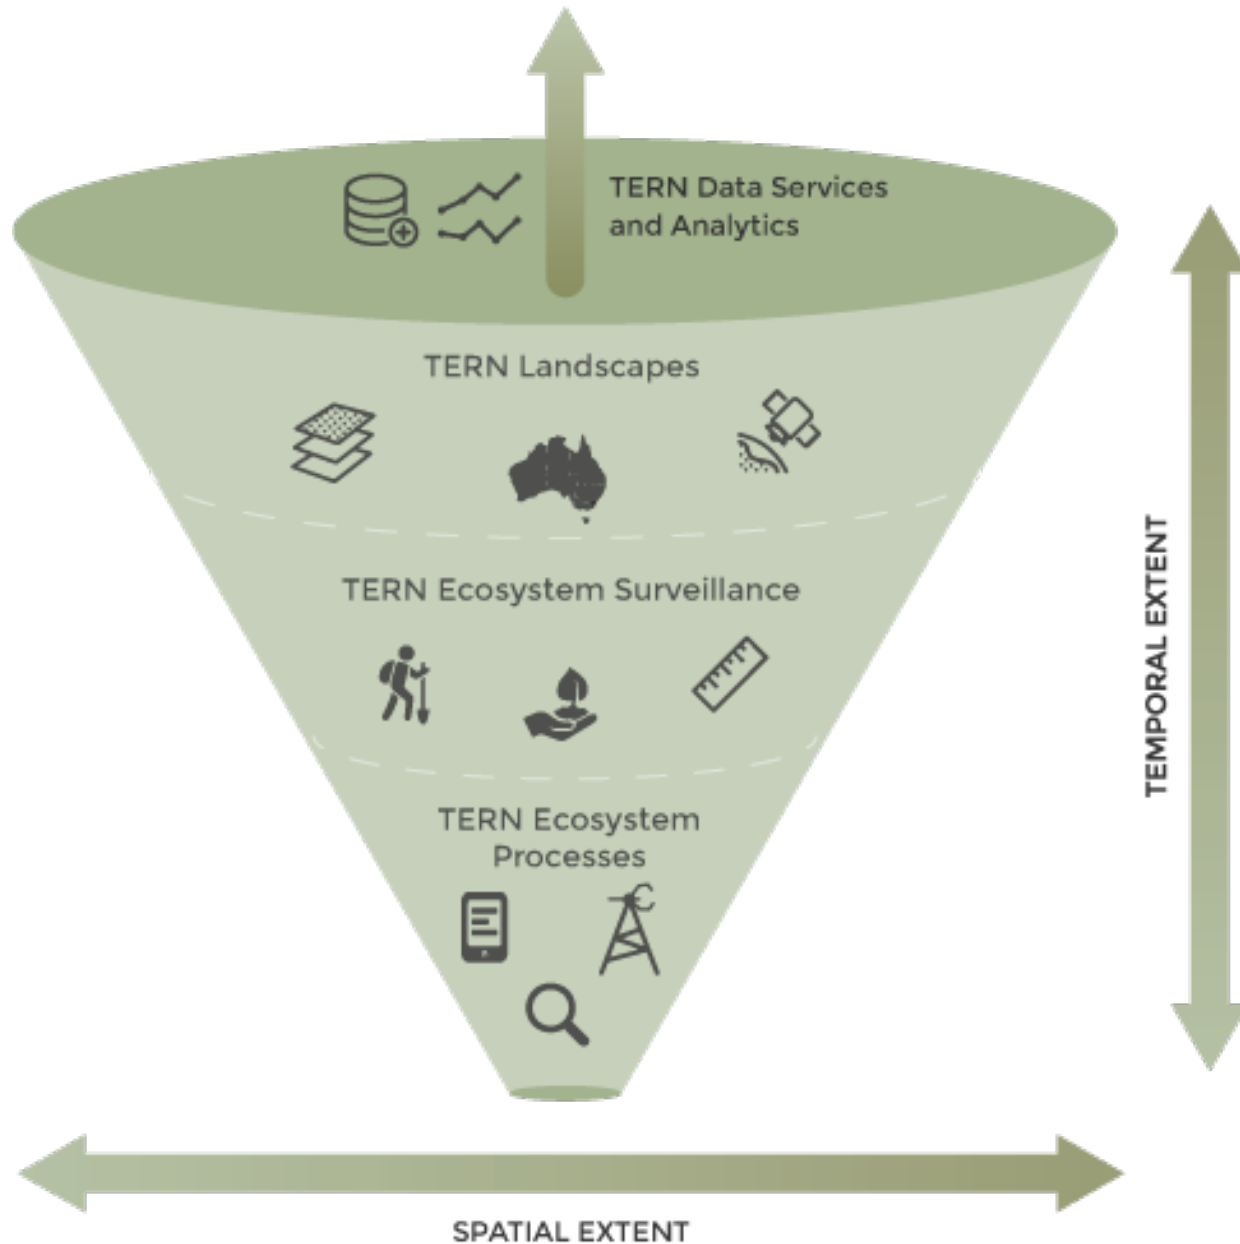 TERN Data Services
and Analytics
TERN Landscapes
TERN Ecosystem Surveillance
TERN Ecosystem
Processes
TEMPORAL EXTENT
SPATIAL EXTENT